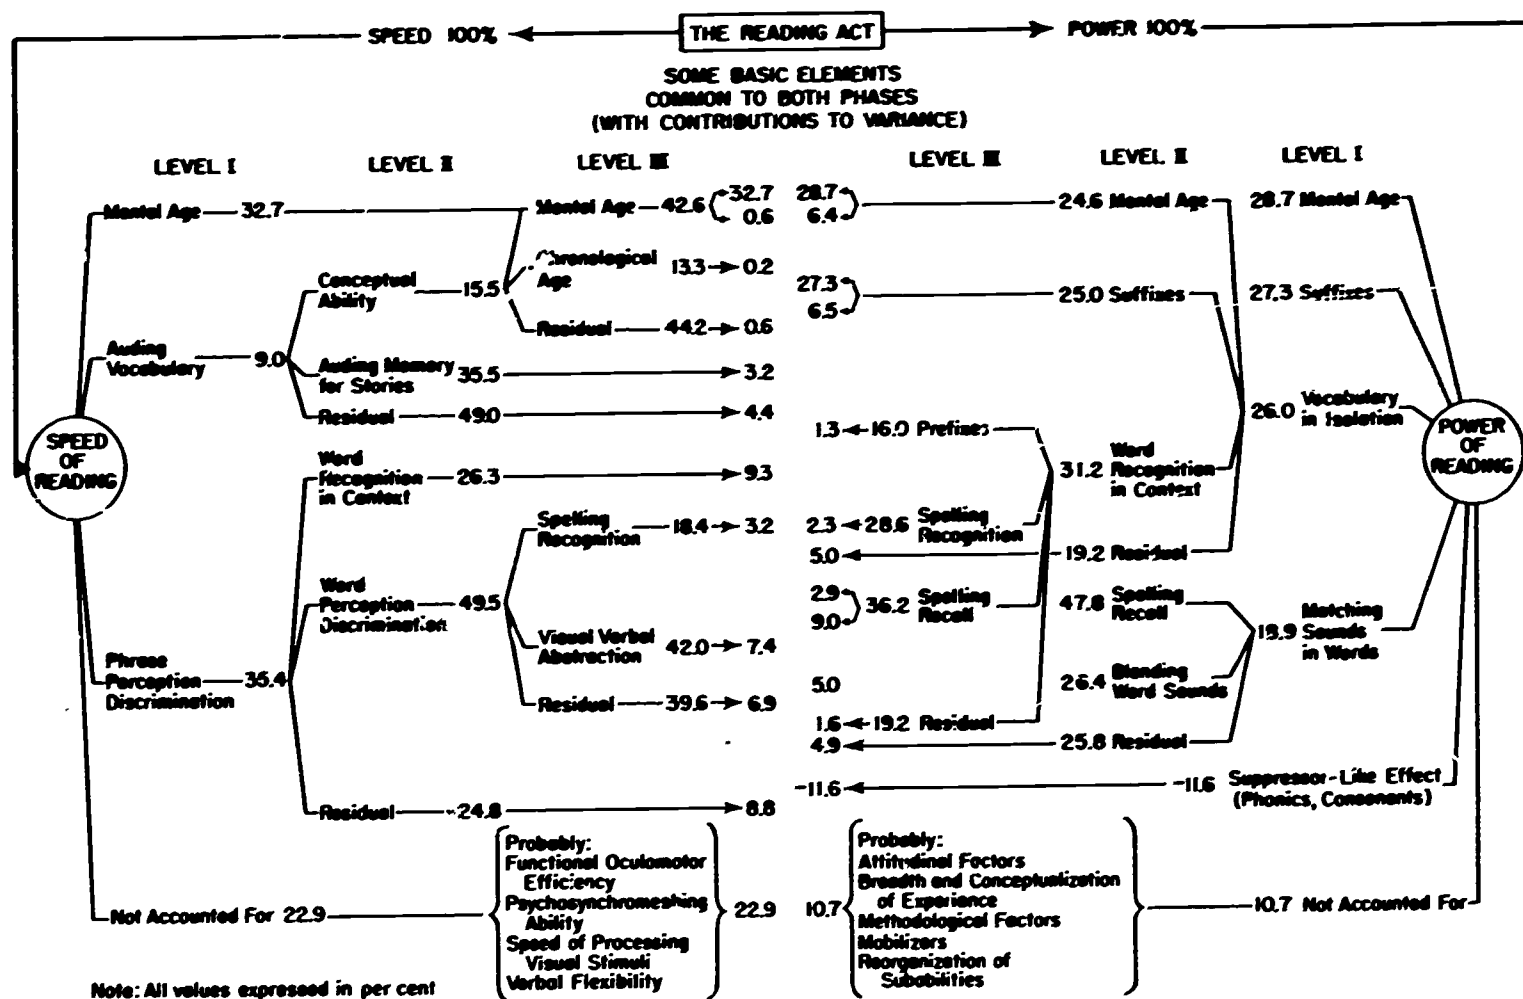 SPEED 100% THE READING ACT POWER 100%
SOME BASIC ELEMENTS
COMMON TO BOTH PHASES
(WITH CONTRIBUTIONS TO VARIANCE)
LEVEL I LEVEL II LEVEL III LEVEL III LEVEL II LEVEL I
Mental Age 32.7 Mental Age 42.6 32.7
0.6
28.7
6.4
24.6 Mental Age 28.7 Mental Age
Chronological
Age 13.3 0.2
Conceptual
Ability 15.5
27.3
6.5
25.0 Suffixes 27.3 Suffixes
Residual 44.2 0.6
Auding
Vocabulary 9.0
Auding Memory
for Stories 35.5 3.2
Residual 49.0 4.4
26.0 Vocabulary
in Isolation
1.3 16.0 Prefixes
SPEED
OF
READING
POWER
OF
READING
Word
Recognition
in Context 26.3 9.3
31.2 Word
Recognition
in Context
Spelling
Recognition 18.4 3.2
2.3 28.6 Spelling
Recognition
5.0 19.2 Residual
Word
Perception
Discrimination 49.5
2.9
9.0
36.2 Spelling
Recall
47.8 Spelling
Recall
18.9 Matching
Sounds
in Words
Visual Verbal
Abstraction 42.0 7.4
Phrase
Perception
Discrimination 35.4
5.0 26.4 Blending
Word Sounds
Residual 39.6 6.9
1.6 19.2 Residual
4.9 25.8 Residual
-11.6 -11.6 Suppressor-Like Effect
(Phonics, Consonants)
Residual 24.8 8.8
Not Accounted For 22.9
Probably:
Functional Oculomotor
Efficiency
Psychosynchromeshing
Ability
Speed of Processing
Visual Stimuli
Verbal Flexibility
22.9
10.7
Probably:
Attitudinal Factors
Breadth and Conceptualization
of Experience
Methodological Factors
Mobilizers
Reorganization of
Subabilities
10.7 Not Accounted For
Note: All values expressed in per cent